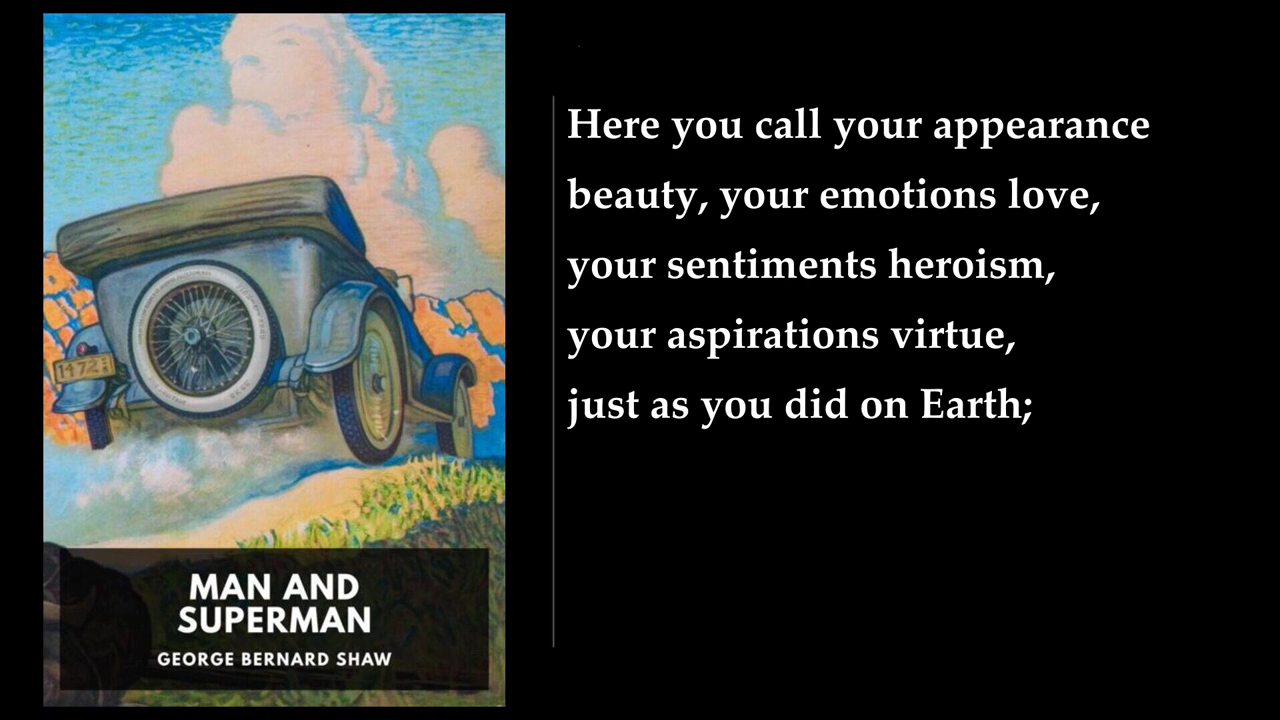 1472
MAN AND
SUPERMAN
GEORGE BERNARD SHAW
Here you call your appearance
beauty, your emotions love,
your sentiments heroism,
your aspirations virtue,
just as you did on Earth;